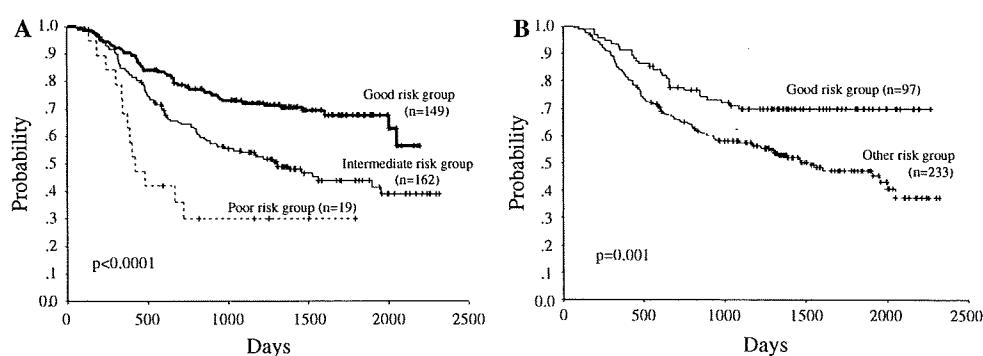 A
Probability
1.0
.9
.8
.7
.6
.5
.4
.3
.2
.1
0.0
Good risk group
(n=149)
Intermediate risk group
(n=162)
Poor risk group (n=19)
p<0.0001
0
500
1000
1500
2000
2500
Days
B
Probability
1.0
.9
.8
.7
.6
.5
.4
.3
.2
.1
0.0
Good risk group (n=97)
Other risk group
(n=233)
p=0.001
0
500
1000
1500
2000
2500
Days